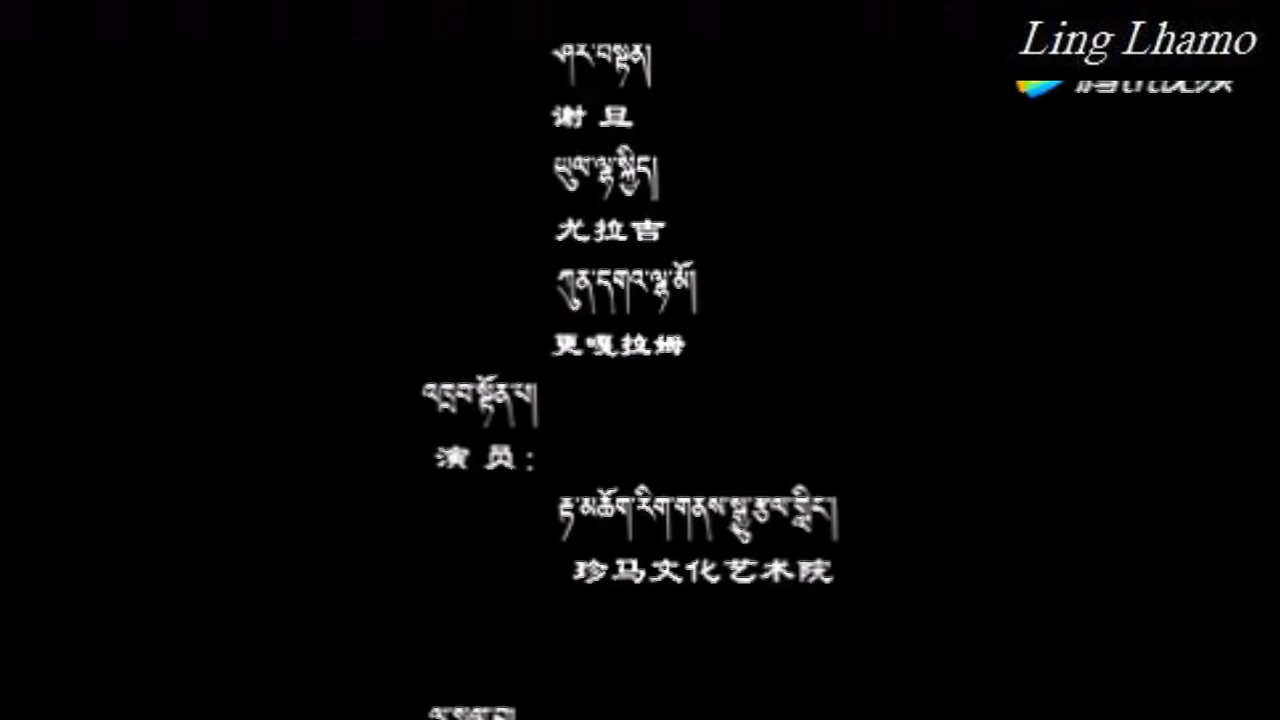 Ling Lhamo
ཤར་བསྟན།
谢旦
ཡུལ་ལྷ་སྐྱིད།
尤拉吉
ཀུན་དགའ་ལྷ་མོ།
更嘎拉姆
འཁྲབ་སྟོན་པ།
演员:
རྟ་མཆོག་རིག་གནས་སྒྱུ་རྩལ་གླིང་།
珍马文化艺术院